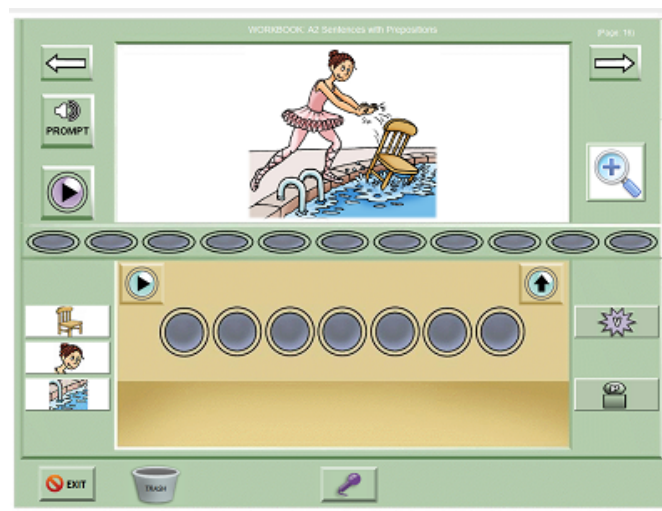 WORKBOOK: A2 Sentences with Prepositions
(Page: 16)
PROMPT
EXIT
TRASH